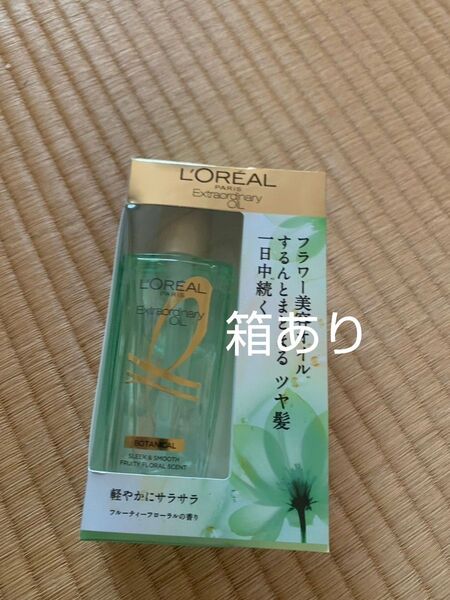 L'ORÉAL
PARIS
Extraordinary
OIL
フラワー美容オイル
するんとまとまる ツヤ髪
一日中続く
箱あり
L'ORÉAL
PARIS
Extraordinary
OIL
BOTANICAL
SLEEK & SMOOTH
FRUITY FLORAL SCENT
軽やかにサラサラ
フルーティーフローラルの香り